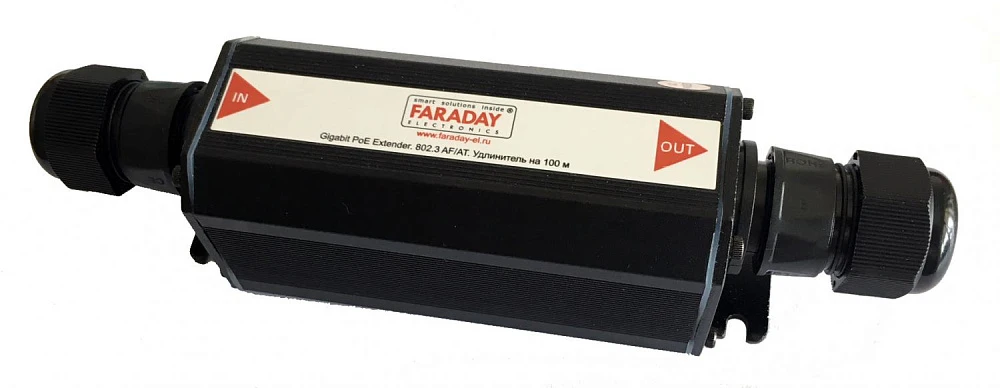 IN
smart solutions inside ®
FARADAY
ELECTRONICS
www.faraday-el.ru
Gigabit PoE Extender. 802.3 AF/AT. Удлинитель на 100 м
OUT